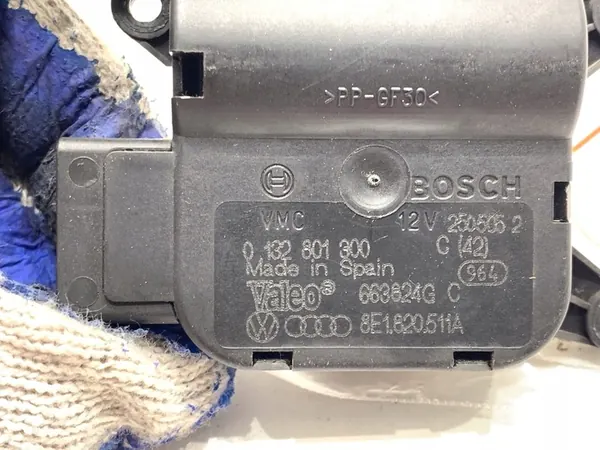 >PP-GF30<
BOSCH
VMC 12V 250505 2
0 132 801 300 C (42)
Made in Spain 964
Valeo® 663824G C
8E1.820.511A